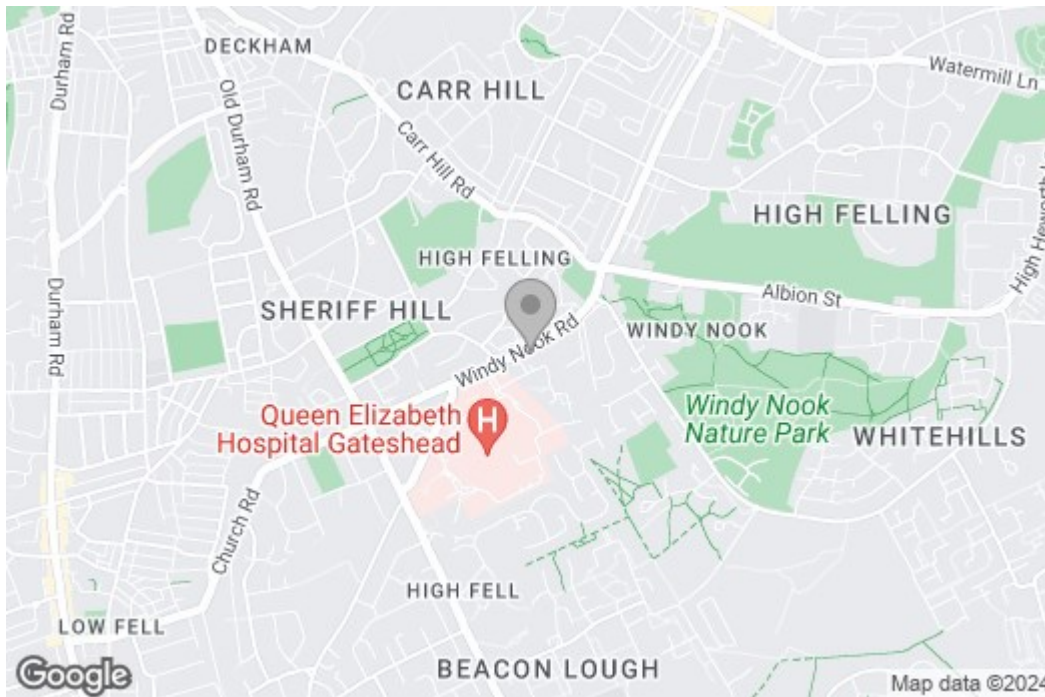 Durham Rd
DECKHAM
Old Durham Rd
CARR HILL
Watermill Ln
Carr Hill Rd
HIGH FELLING
HIGH FELLING
High Heworth
Durham Rd
SHERIFF HILL
Albion St
WINDY NOOK
Windy Nook Rd
Queen Elizabeth
Hospital Gateshead
H
Windy Nook
Nature Park
WHITEHILLS
Church Rd
HIGH FELL
LOW FELL
BEACON LOUGH
Google
Map data ©2024